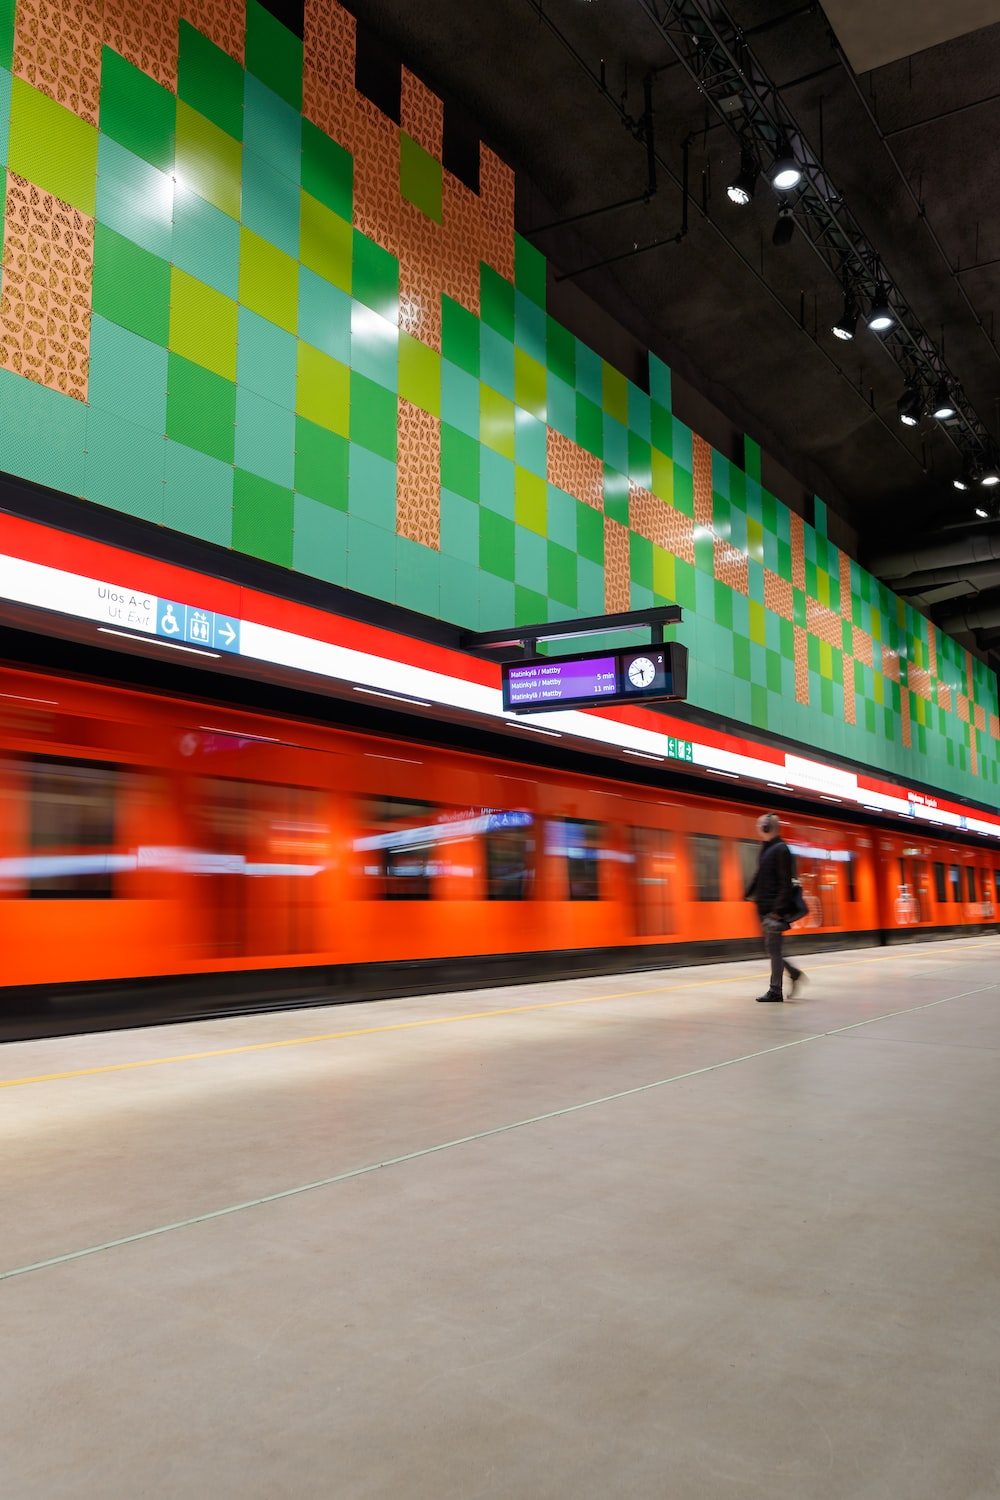 Ulos A-C
Ut Exit
Matinkylä / Mattby
Matinkylä / Mattby 5 min
Matinkylä / Mattby 11 min
2